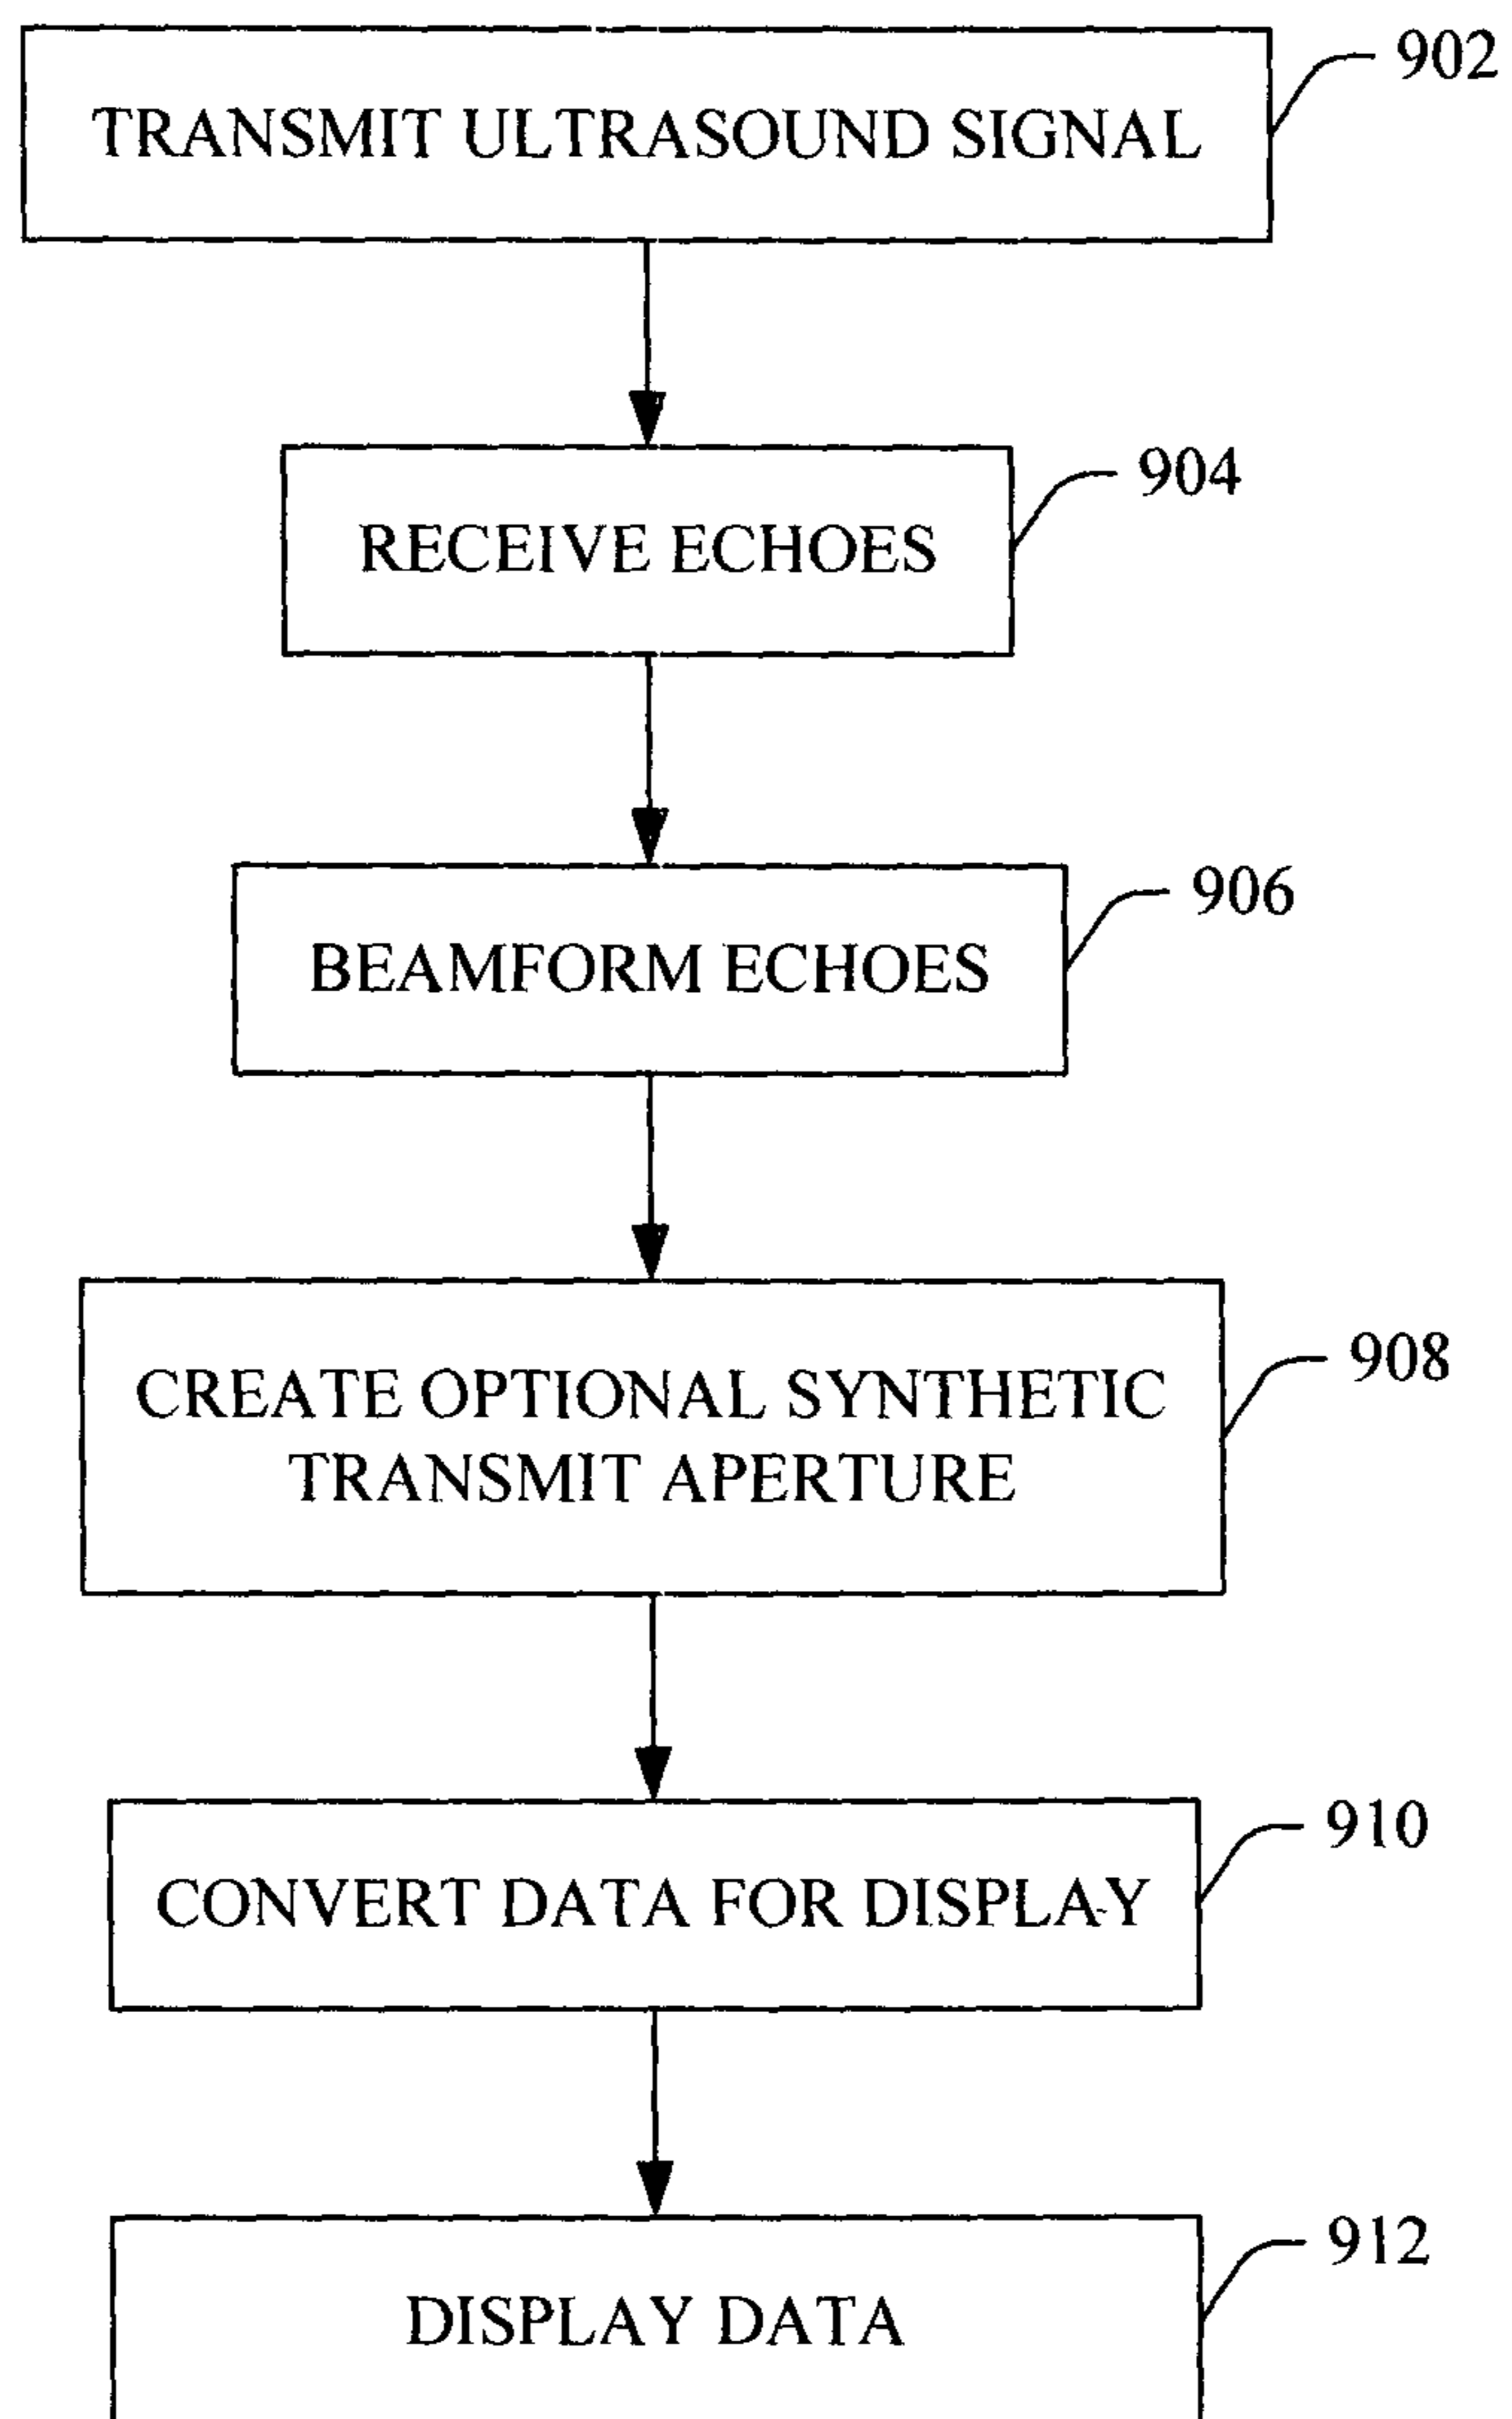 902
TRANSMIT ULTRASOUND SIGNAL
904
RECEIVE ECHOES
906
BEAMFORM ECHOES
908
CREATE OPTIONAL SYNTHETIC
TRANSMIT APERTURE
910
CONVERT DATA FOR DISPLAY
912
DISPLAY DATA